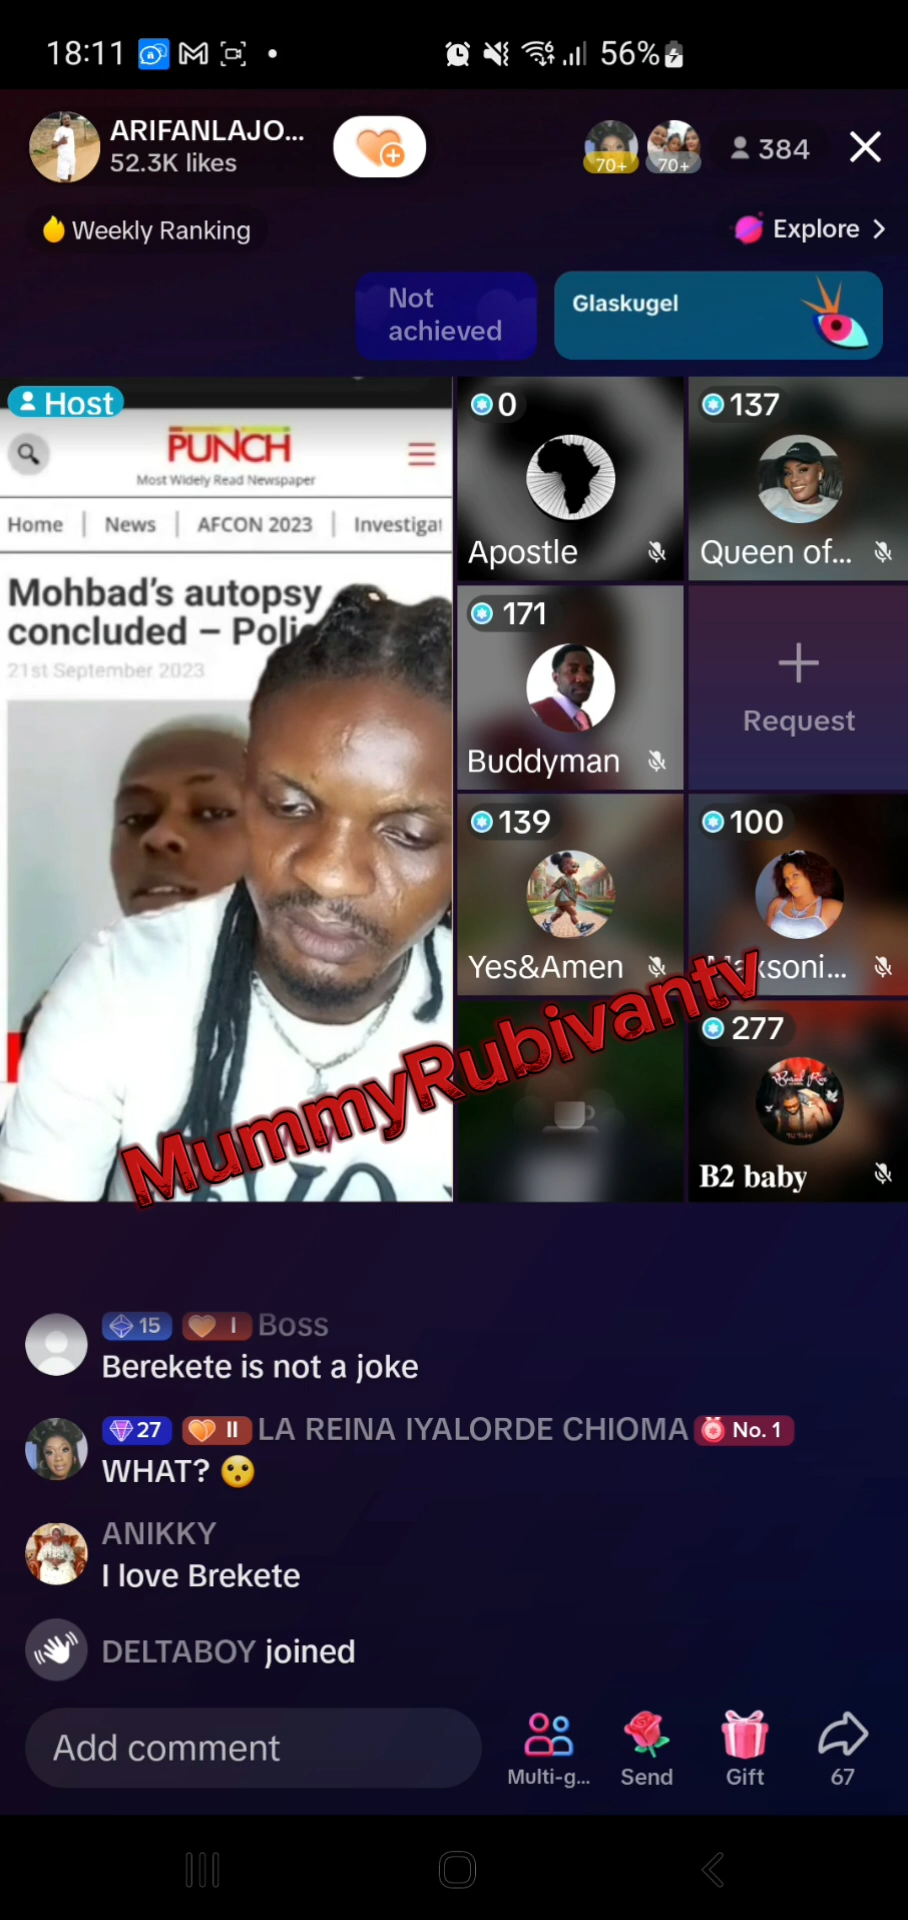 18:11
56%
ARIFANLAJO...
52.3K likes
70+
70+
384
Weekly Ranking
Explore >
Not
achieved
Glaskugel
Host
PUNCH
Most Widely Read Newspaper
Home | News | AFCON 2023 | Investigat
Mohbad's autopsy
concluded – Polic
21st September 2023
0
Apostle
137
Queen of...
171
Buddyman
Request
139
Yes&Amen
100
277
B2 baby
MummyRubivantv
15 I Boss
Berekete is not a joke
27 II LA REINA IYALORDE CHIOMA No. 1
WHAT? 😮
ANIKKY
I love Brekete
DELTABOY joined
Add comment
Multi-g...
Send
Gift
67